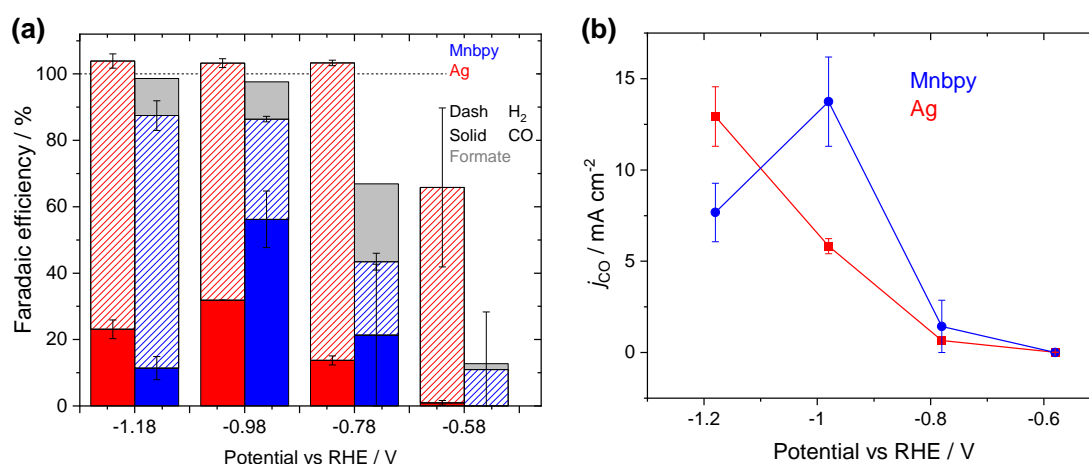 (a)
Mnbpy
Ag
Dash H₂
Solid CO
Formate
100
80
60
40
20
0
Faradaic efficiency / %
-1.18 -0.98 -0.78 -0.58
Potential vs RHE / V
(b)
Mnbpy
Ag
15
10
5
0
jCO / mA cm⁻²
-1.2 -1 -0.8 -0.6
Potential vs RHE / V